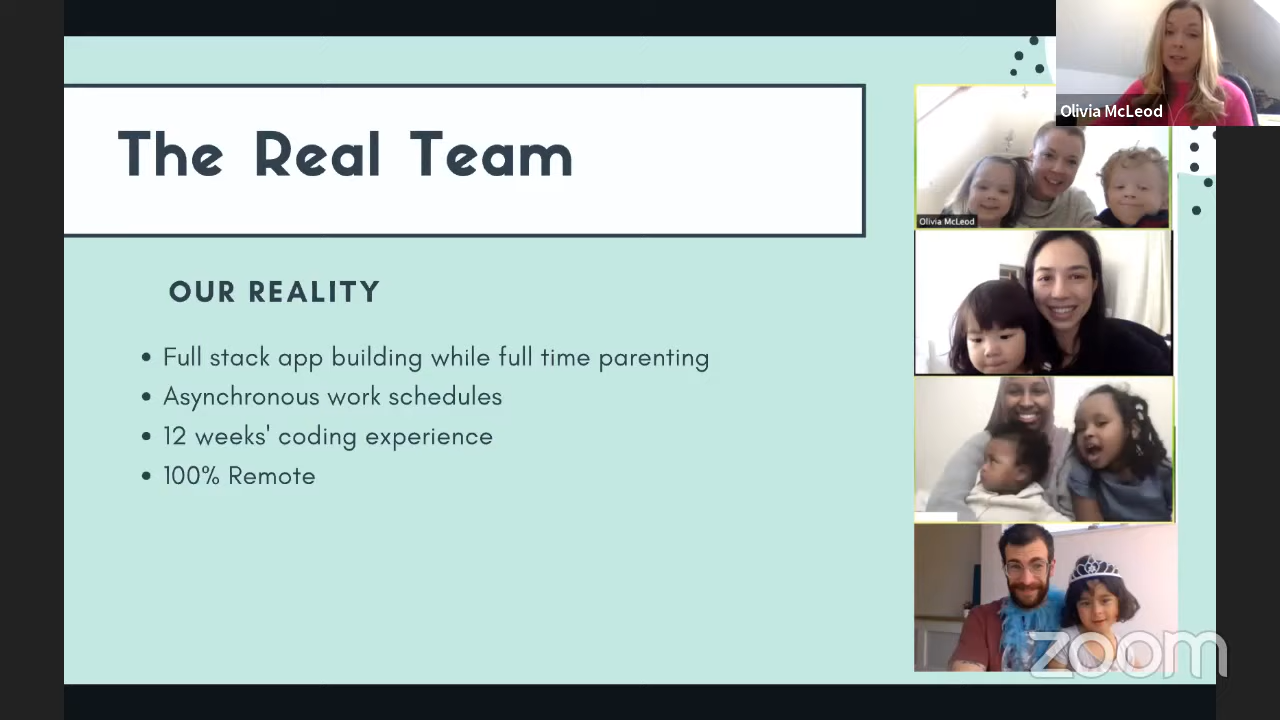 Olivia McLeod
The Real Team
Olivia McLeod
OUR REALITY
• Full stack app building while full time parenting
• Asynchronous work schedules
• 12 weeks' coding experience
• 100% Remote
zoom